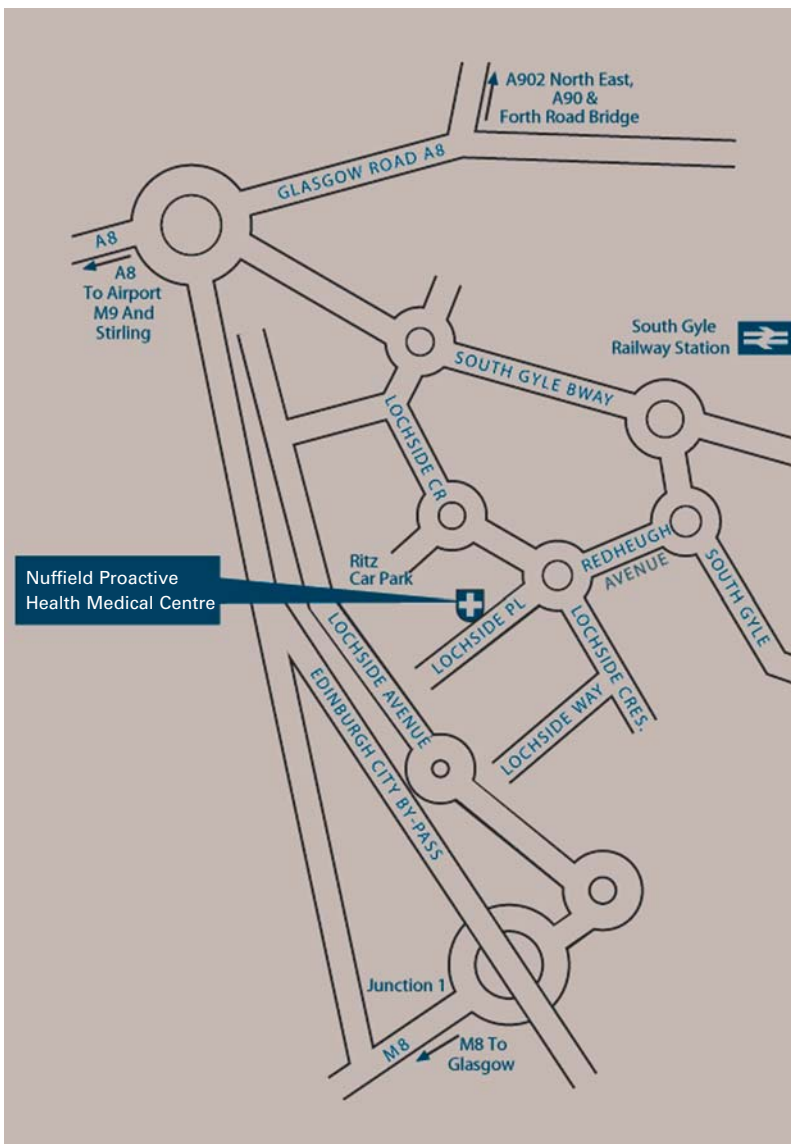 A902 North East,
A90 &
Forth Road Bridge
GLASGOW ROAD A8
A8
A8
To Airport
M9 And
Stirling
South Gyle
Railway Station
SOUTH GYLE BWAY
LOCHSIDE CR
Ritz
Car Park
REDHEUGH
AVENUE
SOUTH GYLE
Nuffield Proactive
Health Medical Centre
LOCHSIDE PL
LOCHSIDE CRES.
LOCHSIDE AVENUE
LOCHSIDE WAY
EDINBURGH CITY BY-PASS
Junction 1
M8
M8 To
Glasgow